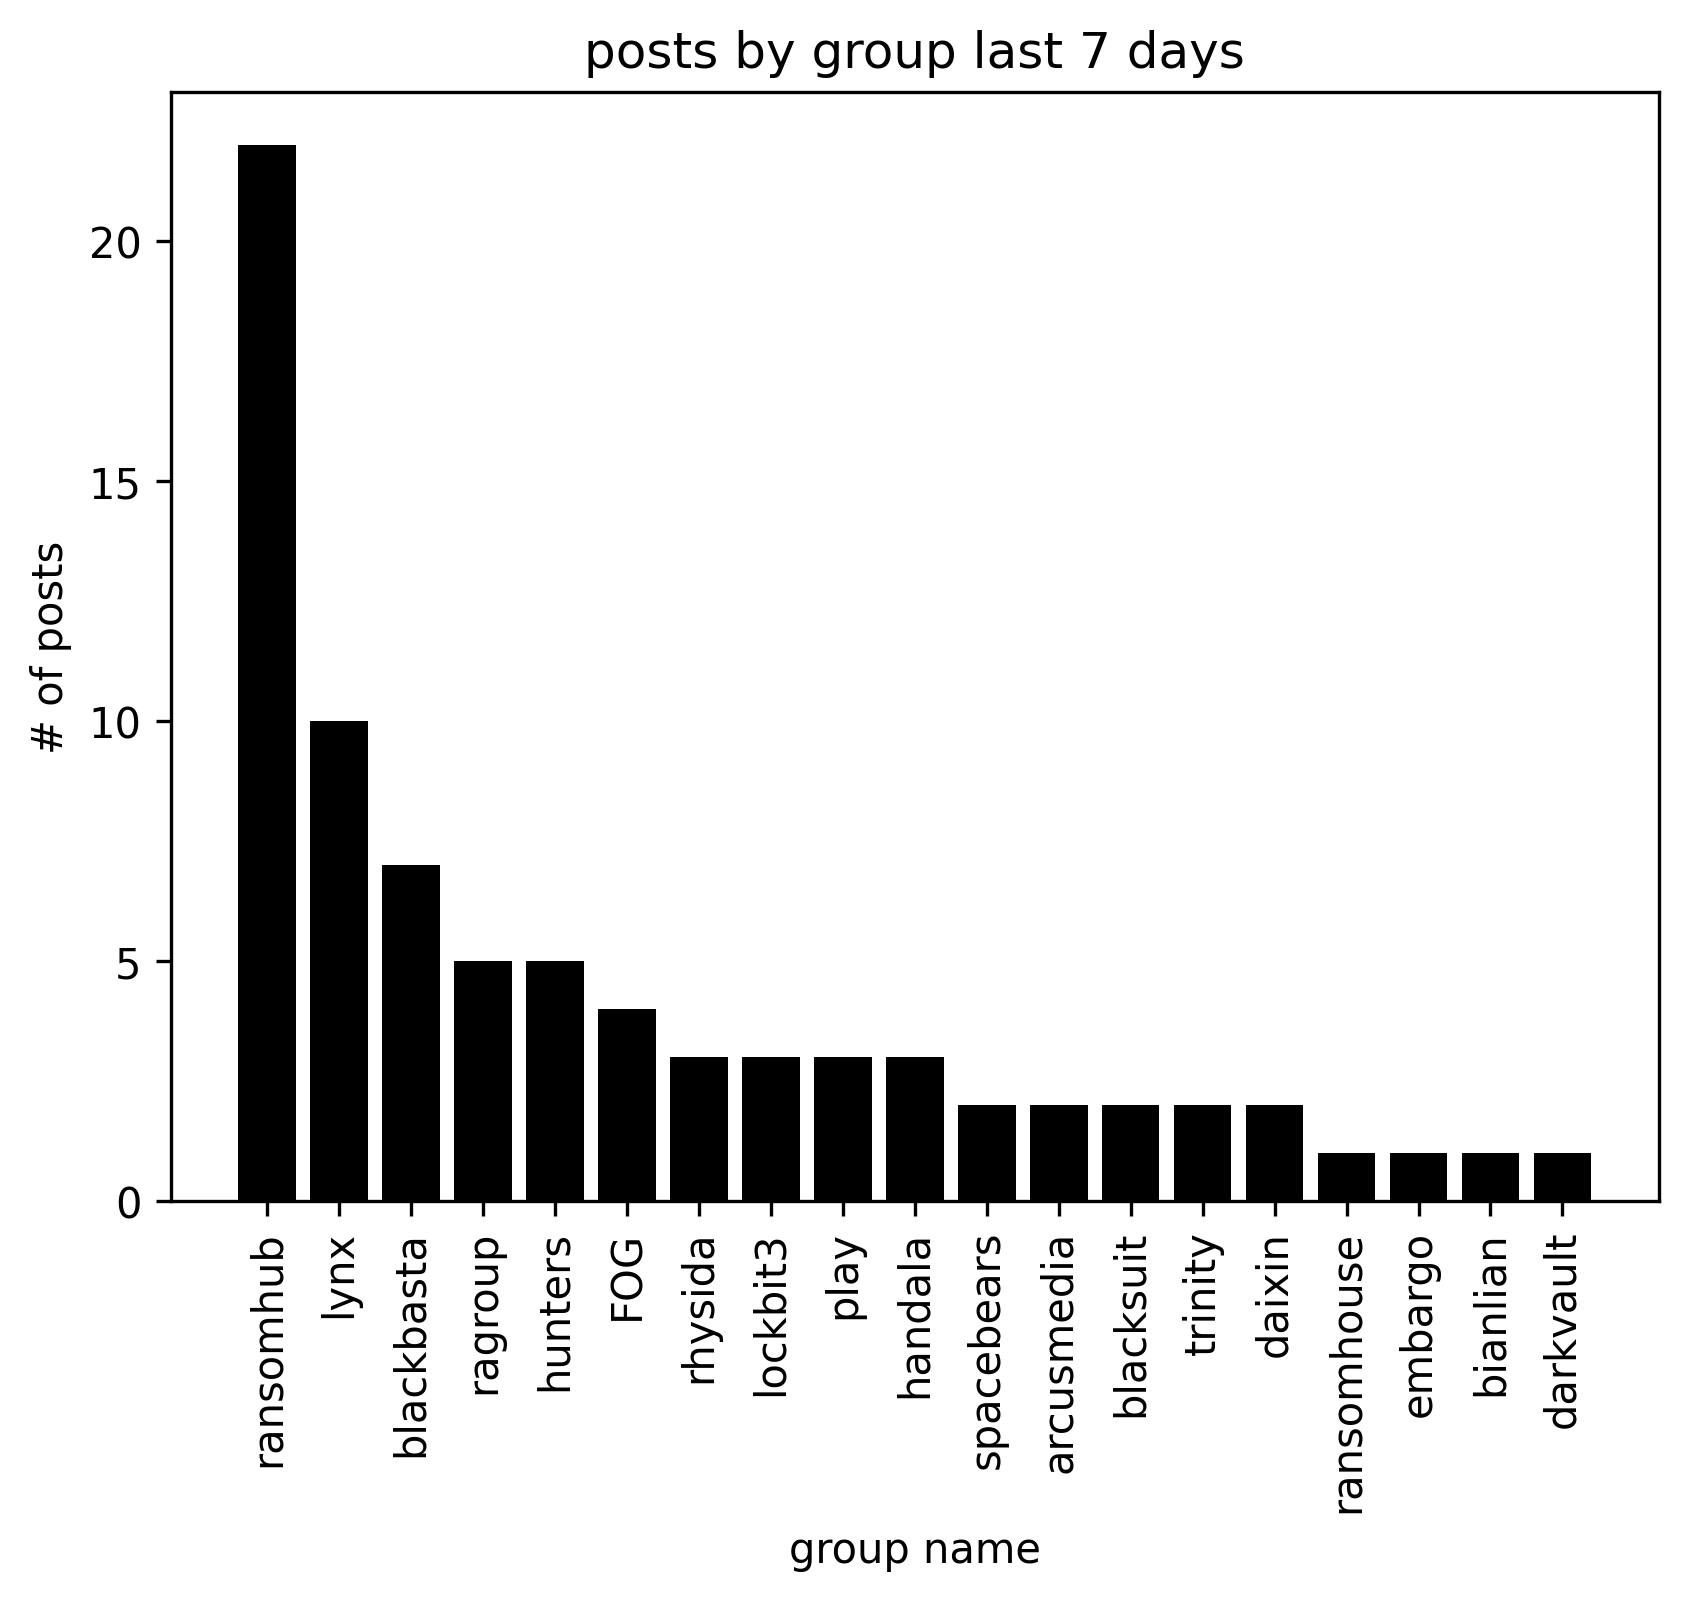 posts by group last 7 days
# of posts
20
15
10
5
0
ransomhub
lynx
blackbasta
ragroup
hunters
FOG
rhysida
lockbit3
play
handala
spacebears
arcusmedia
blacksuit
trinity
daixin
ransomhouse
embargo
bianlian
darkvault
group name